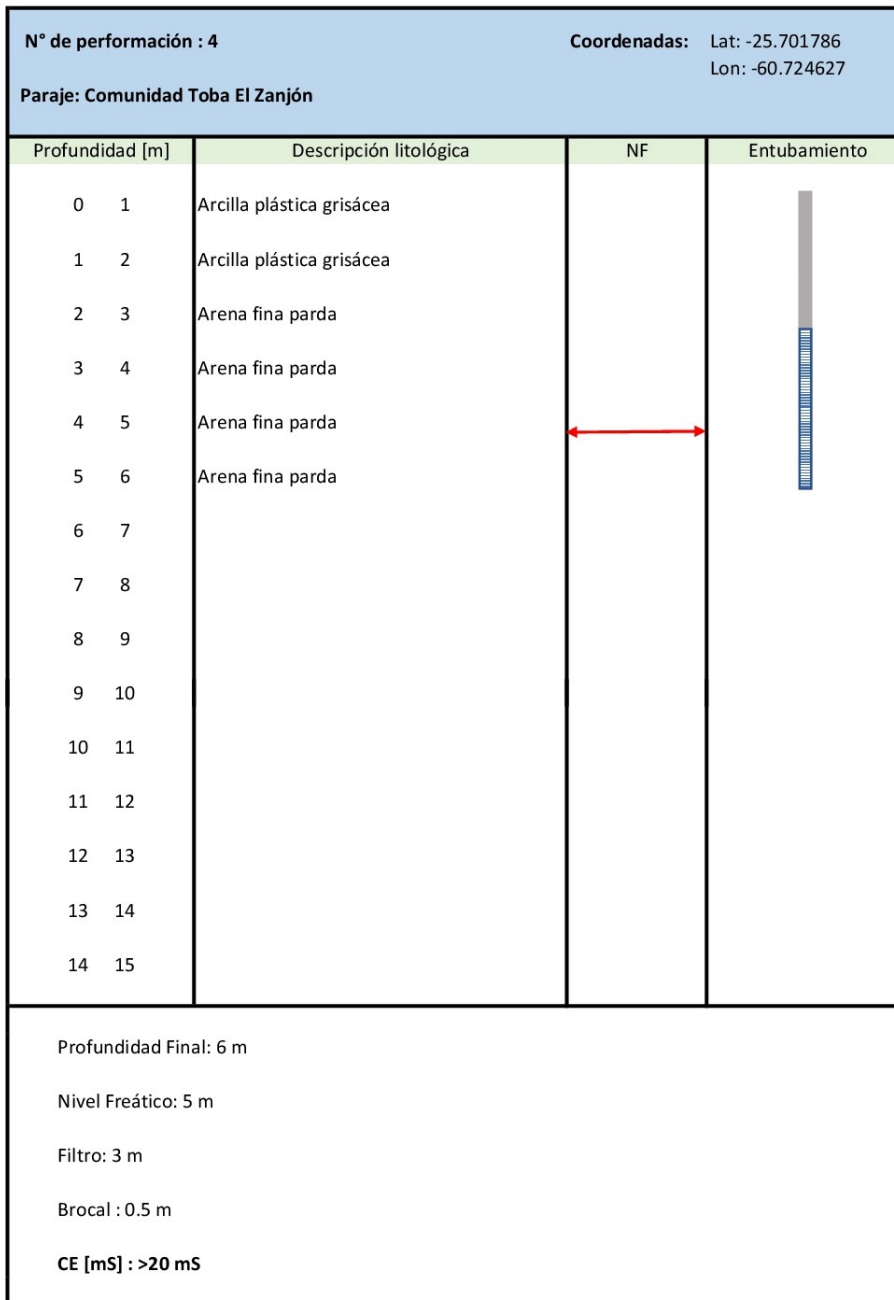 N° de performación : 4 Coordenadas: Lat: -25.701786
Lon: -60.724627
Paraje: Comunidad Toba El Zanjón
Profundidad [m] Descripción litológica NF Entubamiento
0 1 Arcilla plástica grisácea
1 2 Arcilla plástica grisácea
2 3 Arena fina parda
3 4 Arena fina parda
4 5 Arena fina parda
5 6 Arena fina parda
6 7
7 8
8 9
9 10
10 11
11 12
12 13
13 14
14 15
Profundidad Final: 6 m
Nivel Freático: 5 m
Filtro: 3 m
Brocal : 0.5 m
CE [mS] : >20 mS